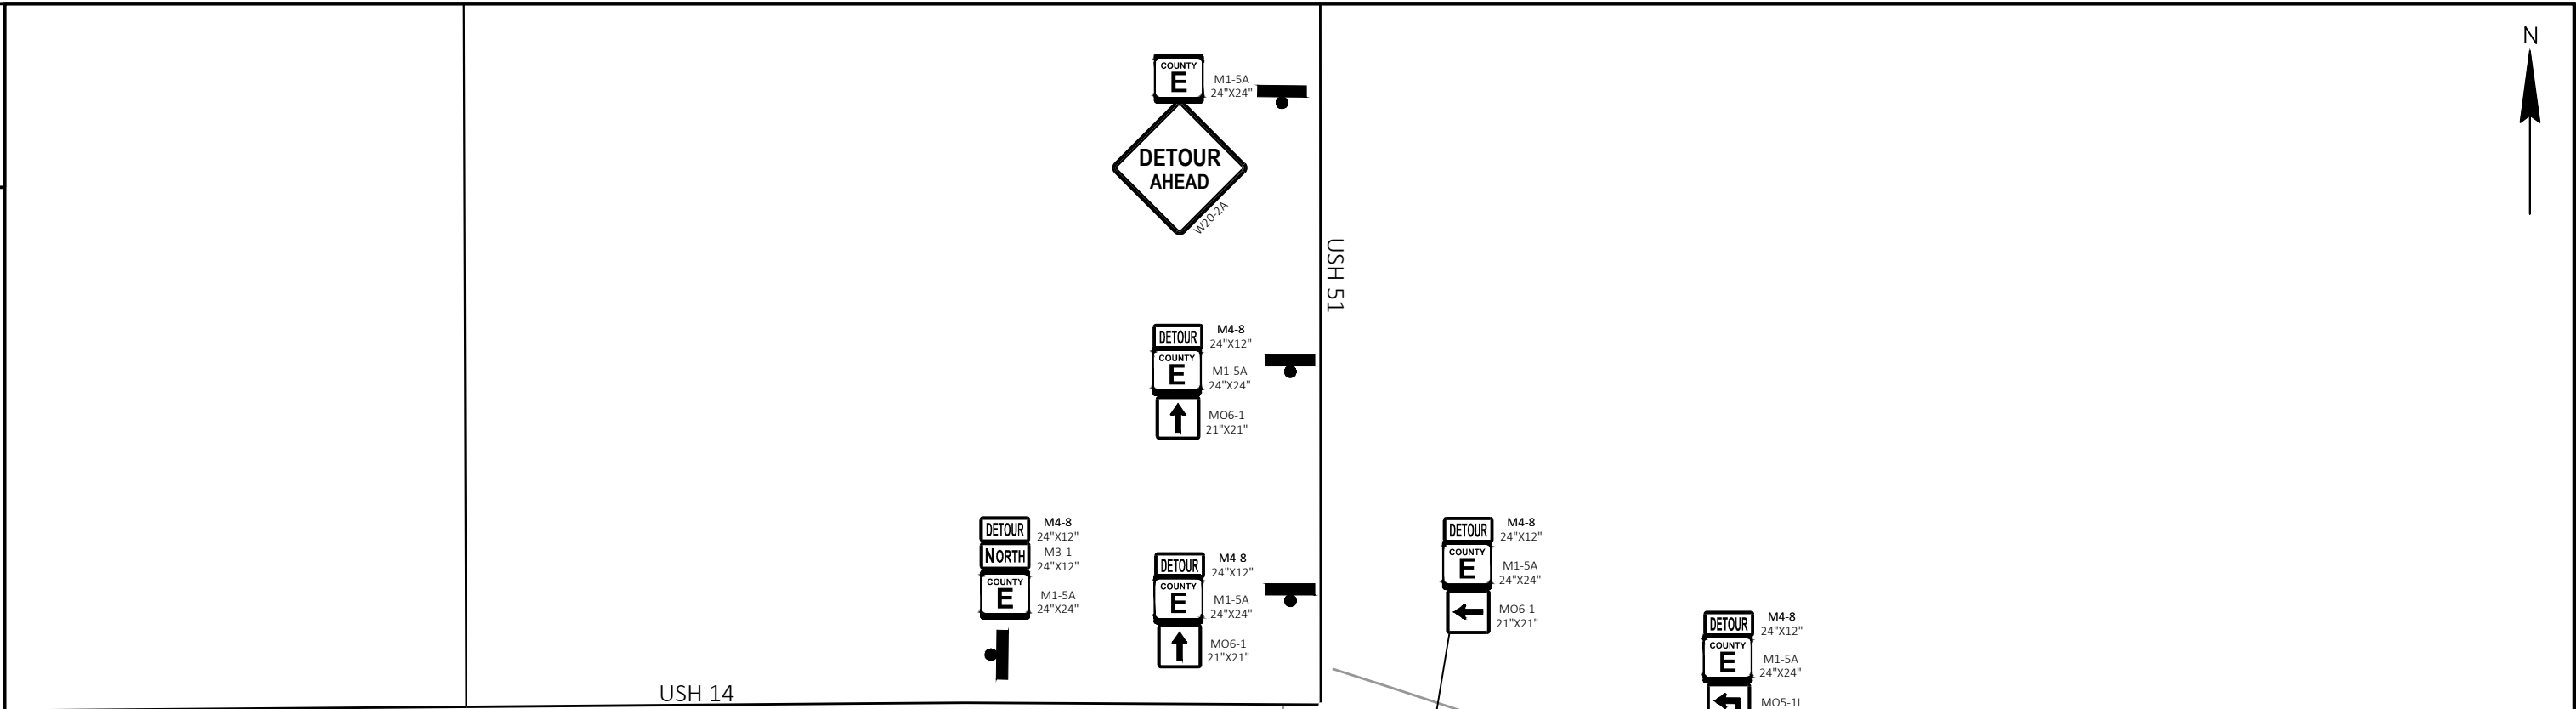 N
COUNTY
E
M1-5A
24"X24"
DETOUR
AHEAD
W20-2A
USH 51
DETOUR
M4-8
24"X12"
COUNTY
E
M1-5A
24"X24"
MO6-1
21"X21"
DETOUR
M4-8
24"X12"
NORTH
M3-1
24"X12"
COUNTY
E
M1-5A
24"X24"
DETOUR
M4-8
24"X12"
COUNTY
E
M1-5A
24"X24"
MO6-1
21"X21"
DETOUR
M4-8
24"X12"
COUNTY
E
M1-5A
24"X24"
MO6-1
21"X21"
DETOUR
M4-8
24"X12"
COUNTY
E
M1-5A
24"X24"
MO5-1L
USH 14